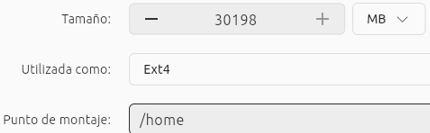 Tamaño: — 30198 + MB
Utilizada como: Ext4
Punto de montaje: /home